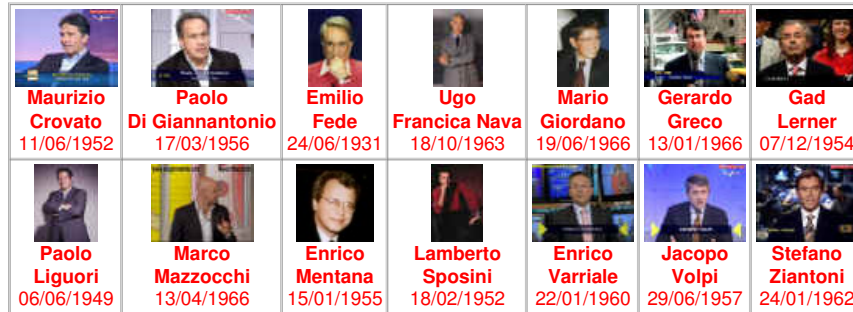 Maurizio Paolo Emilio Ugo Mario Gerardo Gad
Crovato Di Giannantonio Fede Francica Nava Giordano Greco Lerner
11/06/1952 17/03/1956 24/06/1931 18/10/1963 19/06/1966 13/01/1966 07/12/1954
Paolo Marco Enrico Lamberto Enrico Jacopo Stefano
Liguori Mazzocchi Mentana Sposini Varriale Volpi Ziantoni
06/06/1949 13/04/1966 15/01/1955 18/02/1952 22/01/1960 29/06/1957 24/01/1962